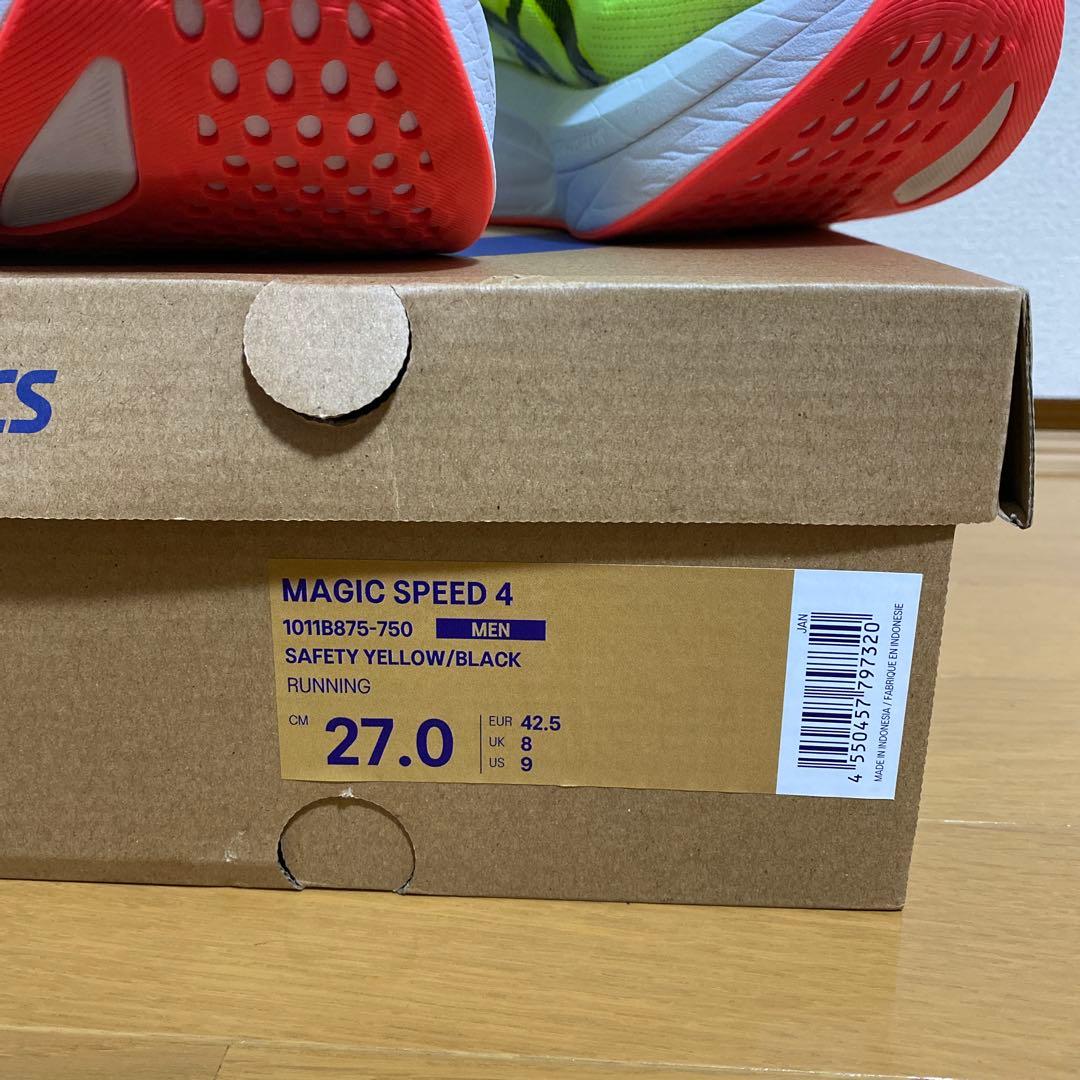 CS
MAGIC SPEED 4
1011B875-750 MEN
SAFETY YELLOW/BLACK
RUNNING
CM 27.0
EUR 42.5
UK 8
US 9
JAN
4 550457 797320
MADE IN INDONESIA / FABRIQUE EN INDONESIE